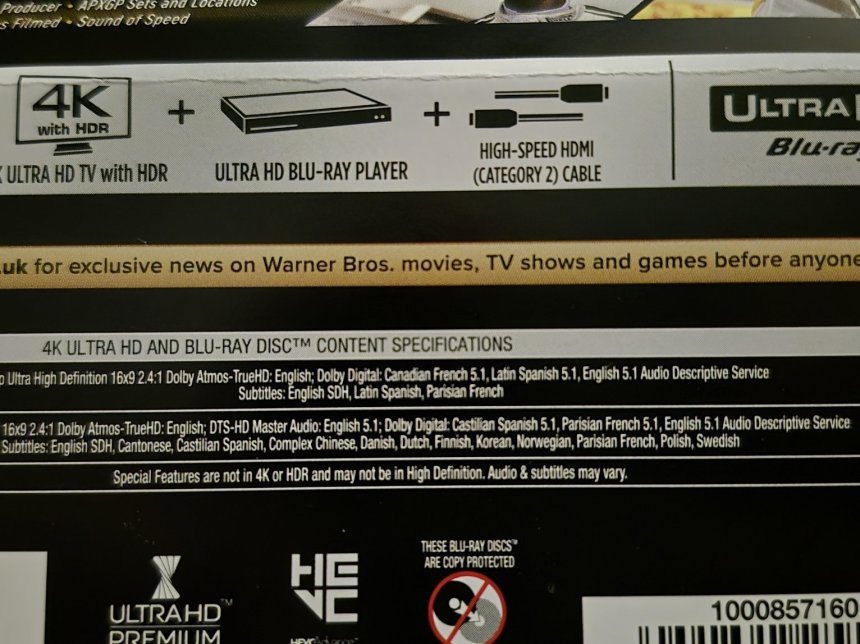 Producer • APXGP Sets and Locations
s Filmed • Sound of Speed
4K
with HDR
+
+
ULTRA HD TV with HDR
ULTRA HD BLU-RAY PLAYER
HIGH-SPEED HDMI
(CATEGORY 2) CABLE
ULTRA
Blu-ra
.uk for exclusive news on Warner Bros. movies, TV shows and games before anyone
4K ULTRA HD AND BLU-RAY DISC™ CONTENT SPECIFICATIONS
Ultra High Definition 16x9 2.4:1 Dolby Atmos-TrueHD: English; Dolby Digital: Canadian French 5.1, Latin Spanish 5.1, English 5.1 Audio Descriptive Service
Subtitles: English SDH, Latin Spanish, Parisian French
16x9 2.4:1 Dolby Atmos-TrueHD: English; DTS-HD Master Audio: English 5.1; Dolby Digital: Castilian Spanish 5.1, Parisian French 5.1, English 5.1 Audio Descriptive Service
Subtitles: English SDH, Cantonese, Castilian Spanish, Complex Chinese, Danish, Dutch, Finnish, Korean, Norwegian, Parisian French, Polish, Swedish
Special Features are not in 4K or HDR and may not be in High Definition. Audio & subtitles may vary.
ULTRA HD™
PREMIUM
HEVC
HEVC Advance™
THESE BLU-RAY DISCS™
ARE COPY PROTECTED
1000857160